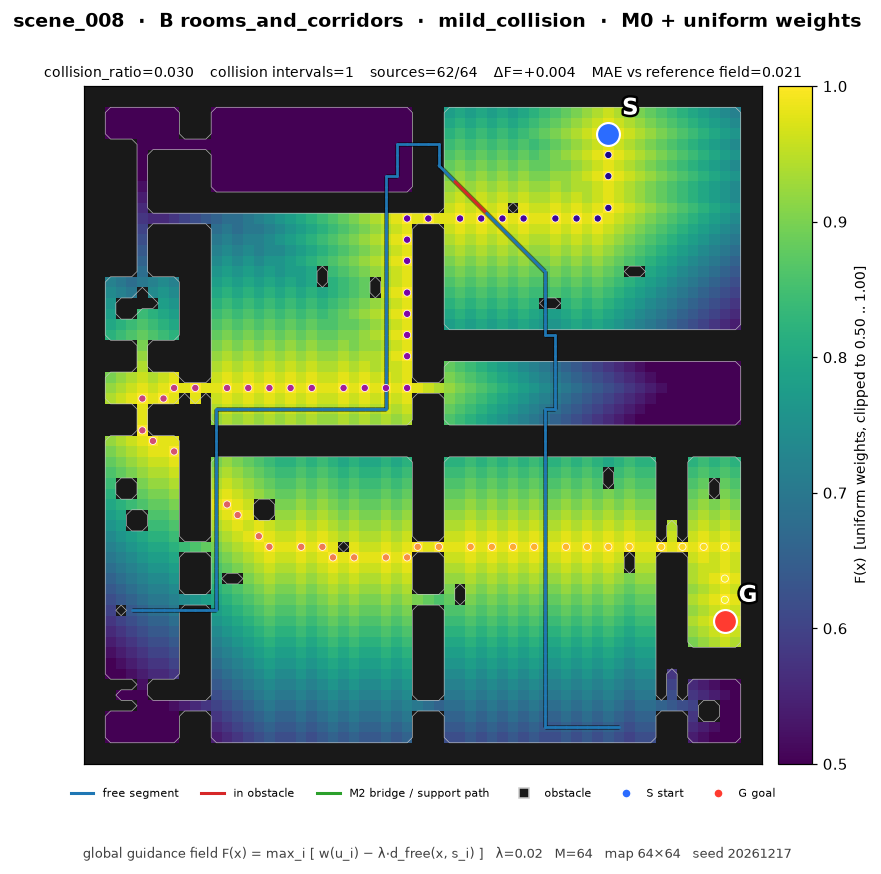 scene_008 · B rooms_and_corridors · mild_collision · M0 + uniform weights
collision_ratio=0.030 collision intervals=1 sources=62/64 ΔF=+0.004 MAE vs reference field=0.021
S
G
1.0
0.9
0.8
0.7
0.6
0.5
F(x) [uniform weights, clipped to 0.50 .. 1.00]
free segment
in obstacle
M2 bridge / support path
obstacle
S start
G goal
global guidance field F(x) = max_i [ w(u_i) − λ·d_free(x, s_i) ] λ=0.02 M=64 map 64×64 seed 20261217